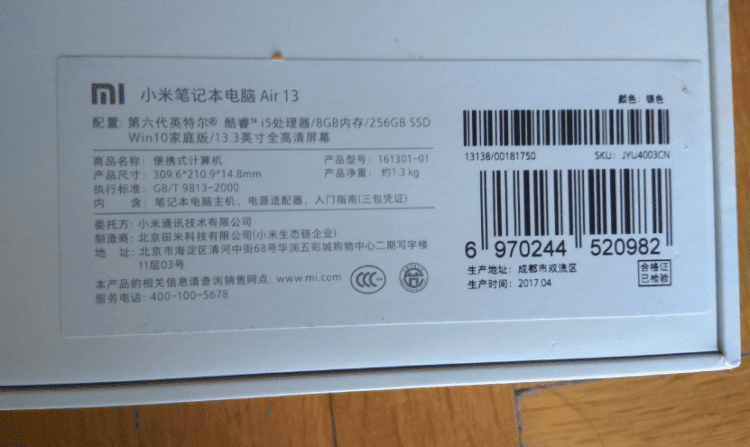 mi 小米笔记本电脑 Air 13
配置: 第六代英特尔® 酷睿™ i5处理器/8GB内存/256GB SSD
Win10家庭版/13.3英寸全高清屏幕
商品名称: 便携式计算机 产品型号: 161301-01
产品尺寸: 309.6*210.9*14.8mm 产品净重: 约1.3kg
执行标准: GB/T 9813-2000
内 含: 笔记本电脑主机, 电源适配器, 入门指南(三包凭证)
委托方: 小米通讯技术有限公司
制造商: 北京田米科技有限公司(小米生态链企业)
地 址: 北京市海淀区清河中街68号华润五彩城购物中心二期写字楼
11层03号
本产品的相关信息请查询销售网点: www.mi.com
服务电话: 400-100-5678
CCC
颜色: 银色
13138/00181750 SKU: JYU4003CN
6 970244 520982
生产地址: 成都市双流区
生产时间: 2017.04
合格证
已检验